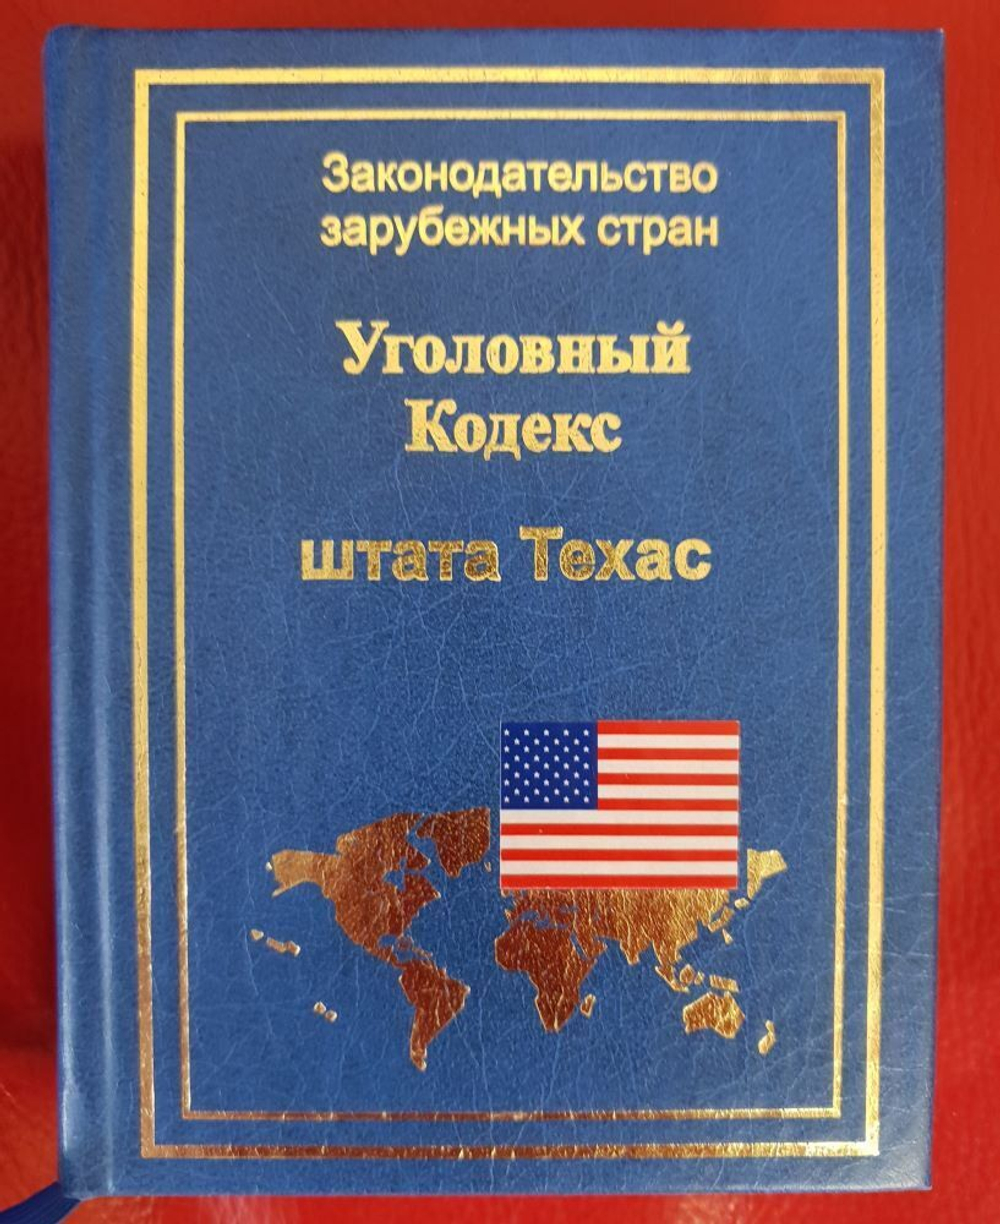 Законодательство
зарубежных стран
Уголовный
Кодекс
штата Техас